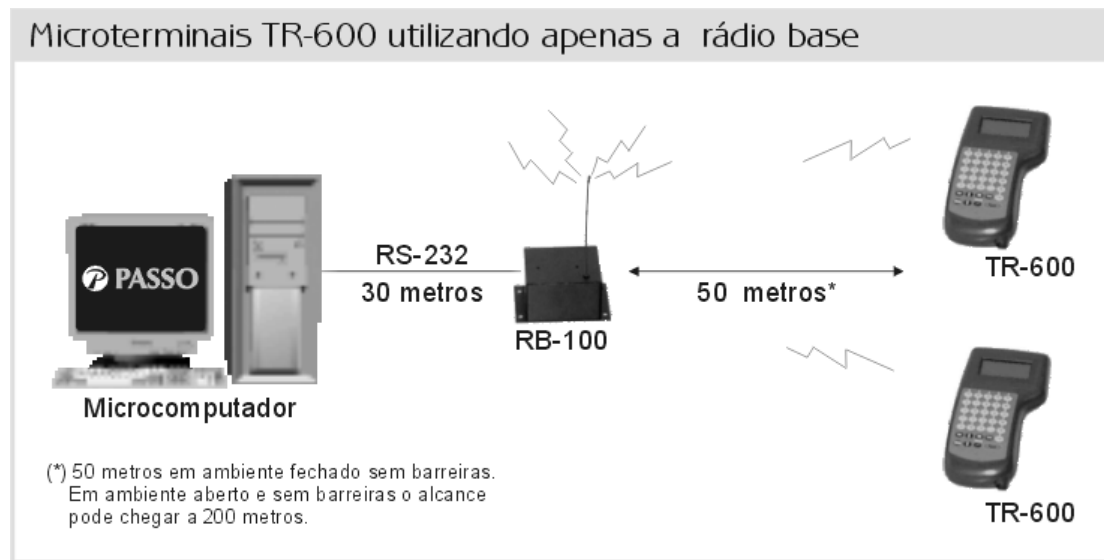 Microterminais TR-600 utilizando apenas a rádio base
PASSO
RS-232
30 metros
RB-100
50 metros*
TR-600
Microcomputador
(*) 50 metros em ambiente fechado sem barreiras.
Em ambiente aberto e sem barreiras o alcance
pode chegar a 200 metros.
TR-600